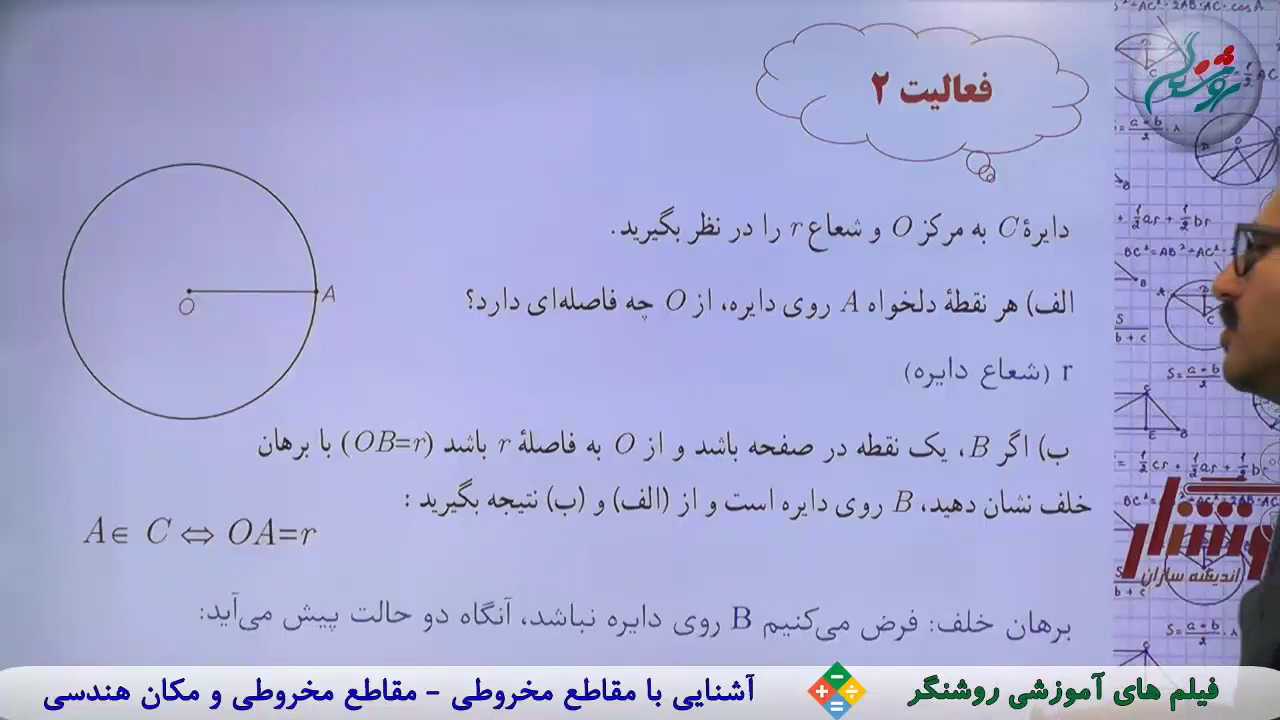 فعالیت ۲
دایرهٔ C به مرکز O و شعاع r را در نظر بگیرید.
الف) هر نقطهٔ دلخواه A روی دایره، از O چه فاصله‌ای دارد؟
r (شعاع دایره)
O
A
ب) اگر B، یک نقطه در صفحه باشد و از O به فاصلهٔ r باشد (OB=r) با برهان
خلف نشان دهید، B روی دایره است و از (الف) و (ب) نتیجه بگیرید :
A∈ C ⇔ OA=r
برهان خلف: فرض می‌کنیم B روی دایره نباشد، آنگاه دو حالت پیش می‌آید:
روشنگر
اندیشه سازان
فیلم های آموزشی روشنگر
آشنایی با مقاطع مخروطی - مقاطع مخروطی و مکان هندسی